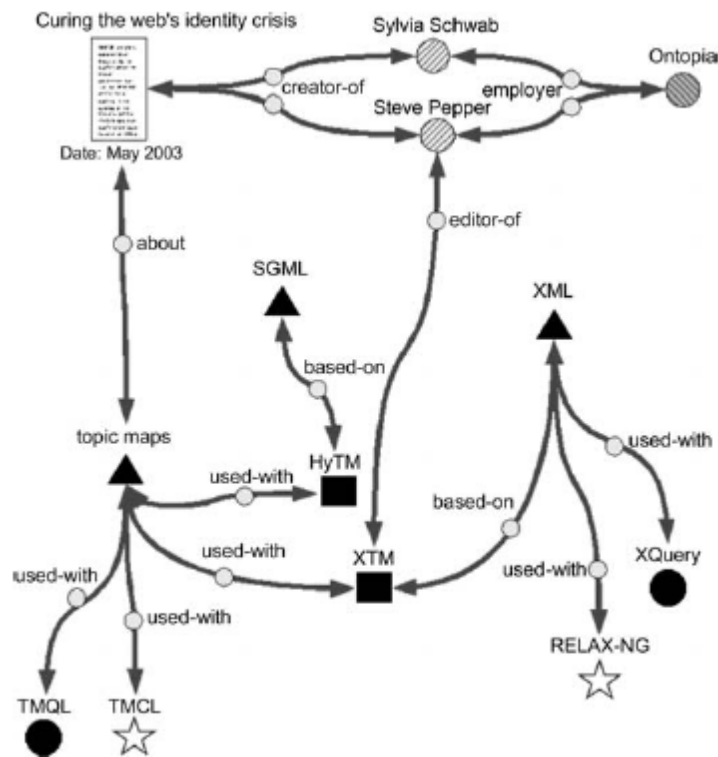 Curing the web's identity crisis
Sylvia Schwab
Ontopia
creator-of
employer
Steve Pepper
Date: May 2003
editor-of
about
SGML
XML
based-on
topic maps
used-with
HyTM
used-with
based-on
used-with
XTM
XQuery
used-with
used-with
used-with
RELAX-NG
TMQL
TMCL